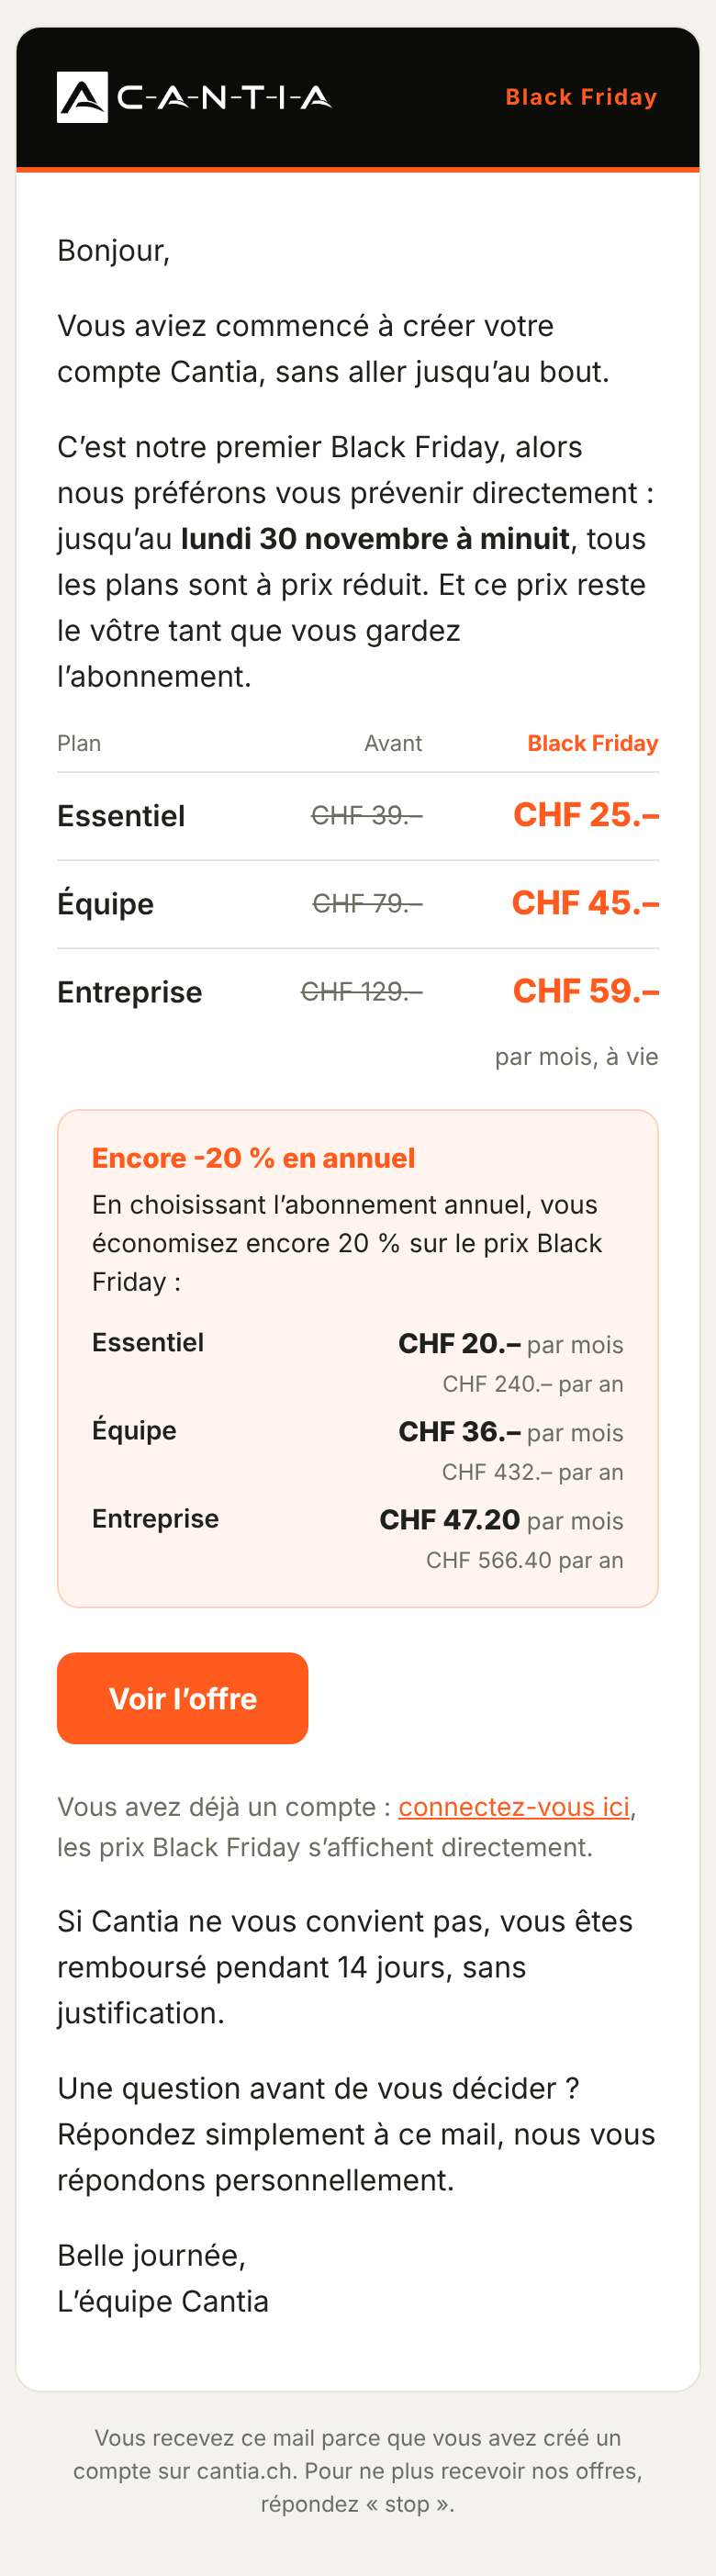 C-A-N-T-I-A
Black Friday
Bonjour,
Vous aviez commencé à créer votre
compte Cantia, sans aller jusqu’au bout.
C’est notre premier Black Friday, alors
nous préférons vous prévenir directement :
jusqu’au lundi 30 novembre à minuit, tous
les plans sont à prix réduit. Et ce prix reste
le vôtre tant que vous gardez
l’abonnement.
Plan Avant Black Friday
Essentiel CHF 39.– CHF 25.–
Équipe CHF 79.– CHF 45.–
Entreprise CHF 129.– CHF 59.–
par mois, à vie
Encore -20 % en annuel
En choisissant l’abonnement annuel, vous
économisez encore 20 % sur le prix Black
Friday :
Essentiel CHF 20.– par mois
CHF 240.– par an
Équipe CHF 36.– par mois
CHF 432.– par an
Entreprise CHF 47.20 par mois
CHF 566.40 par an
Voir l’offre
Vous avez déjà un compte : connectez-vous ici,
les prix Black Friday s’affichent directement.
Si Cantia ne vous convient pas, vous êtes
remboursé pendant 14 jours, sans
justification.
Une question avant de vous décider ?
Répondez simplement à ce mail, nous vous
répondons personnellement.
Belle journée,
L’équipe Cantia
Vous recevez ce mail parce que vous avez créé un
compte sur cantia.ch. Pour ne plus recevoir nos offres,
répondez « stop ».